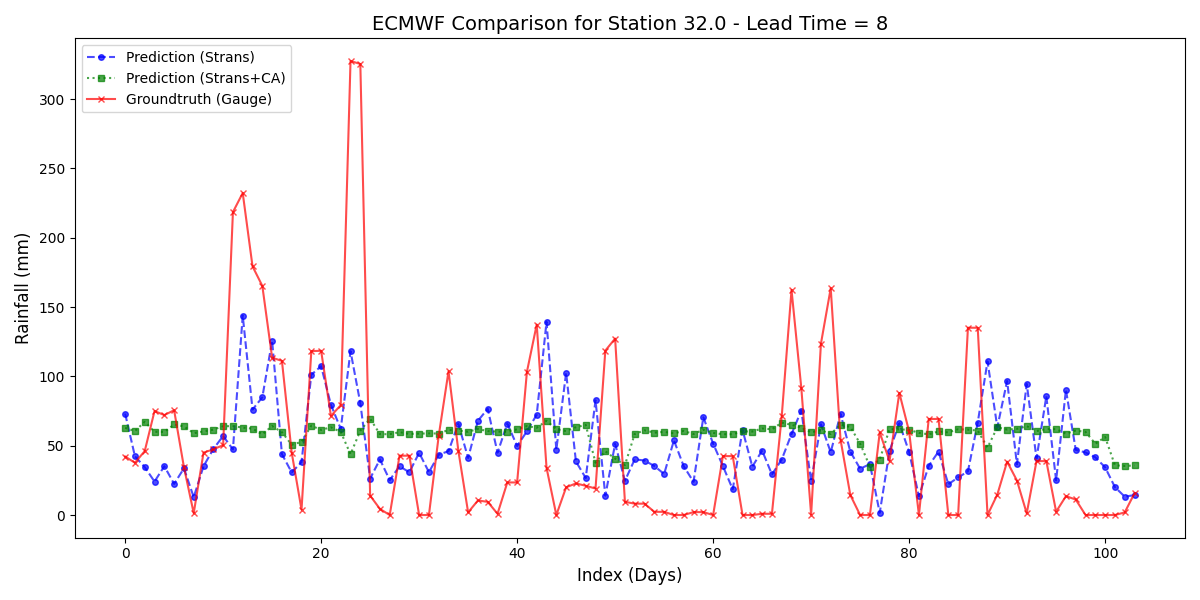 ECMWF Comparison for Station 32.0 - Lead Time = 8
Prediction (Strans)
Prediction (Strans+CA)
Groundtruth (Gauge)
Rainfall (mm)
300
250
200
150
100
50
0
0 20 40 60 80 100
Index (Days)